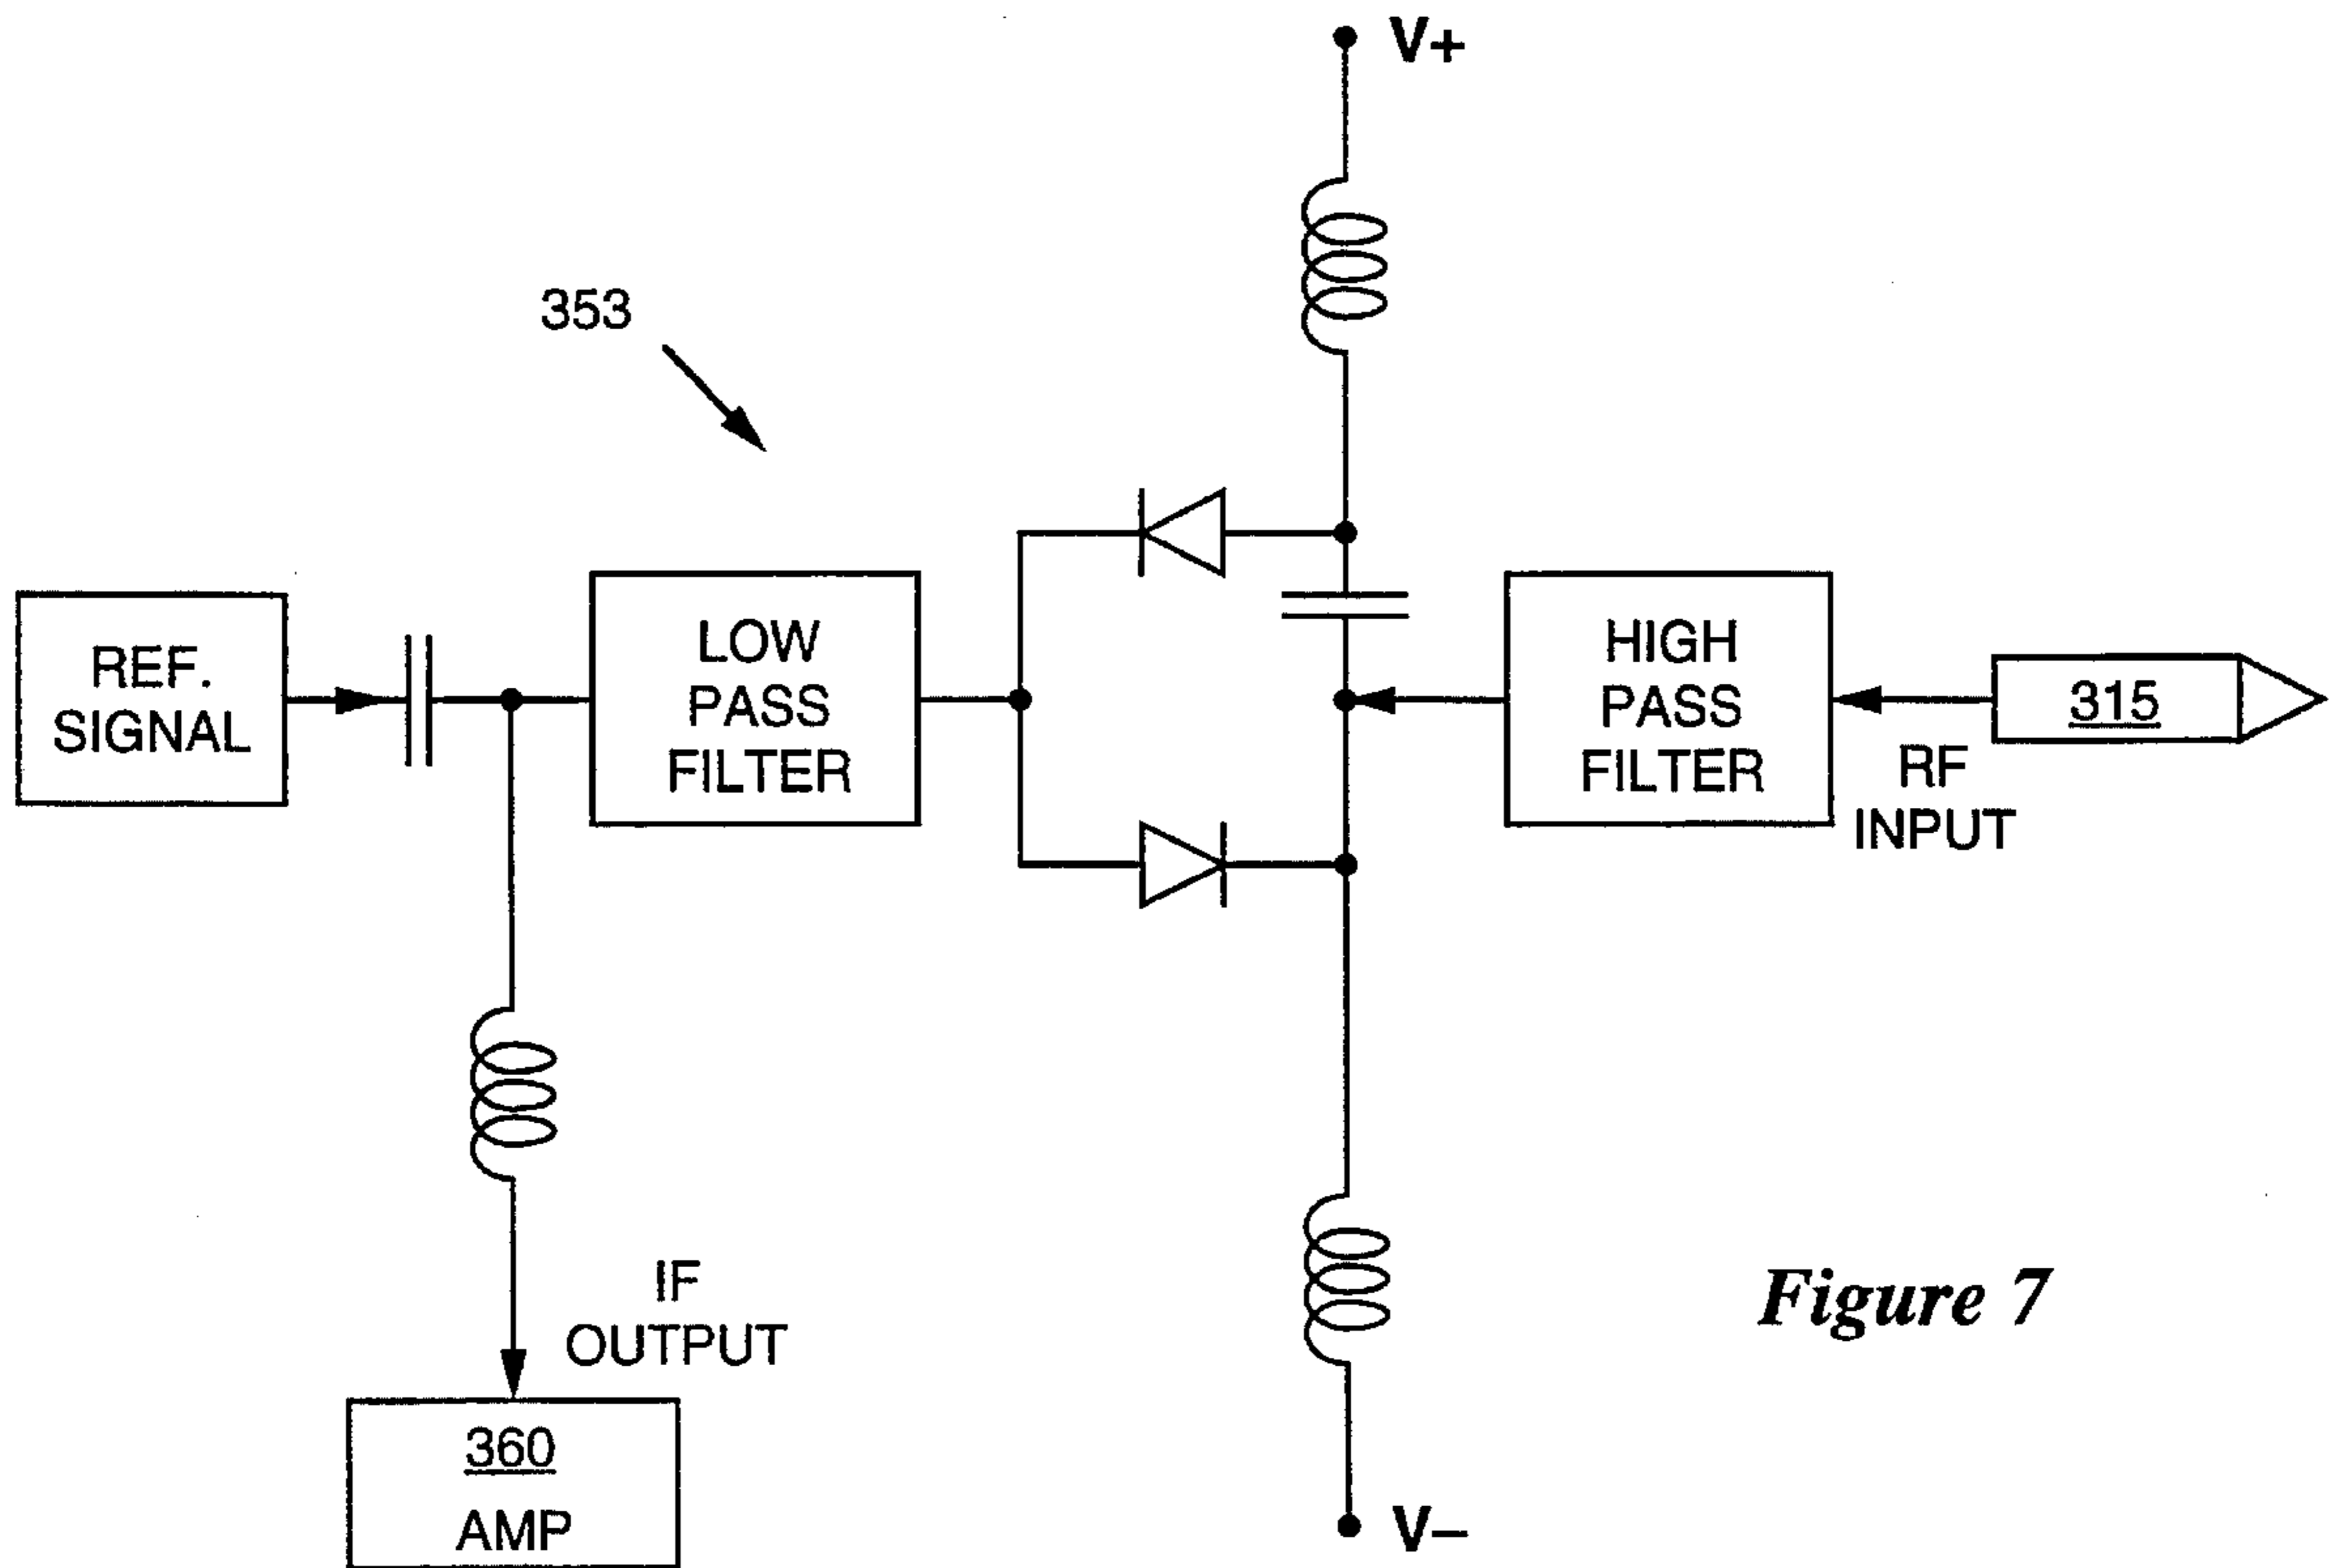 V+
353
REF.
SIGNAL
LOW
PASS
FILTER
HIGH
PASS
FILTER
315
RF
INPUT
IF
OUTPUT
360
AMP
V−
Figure 7